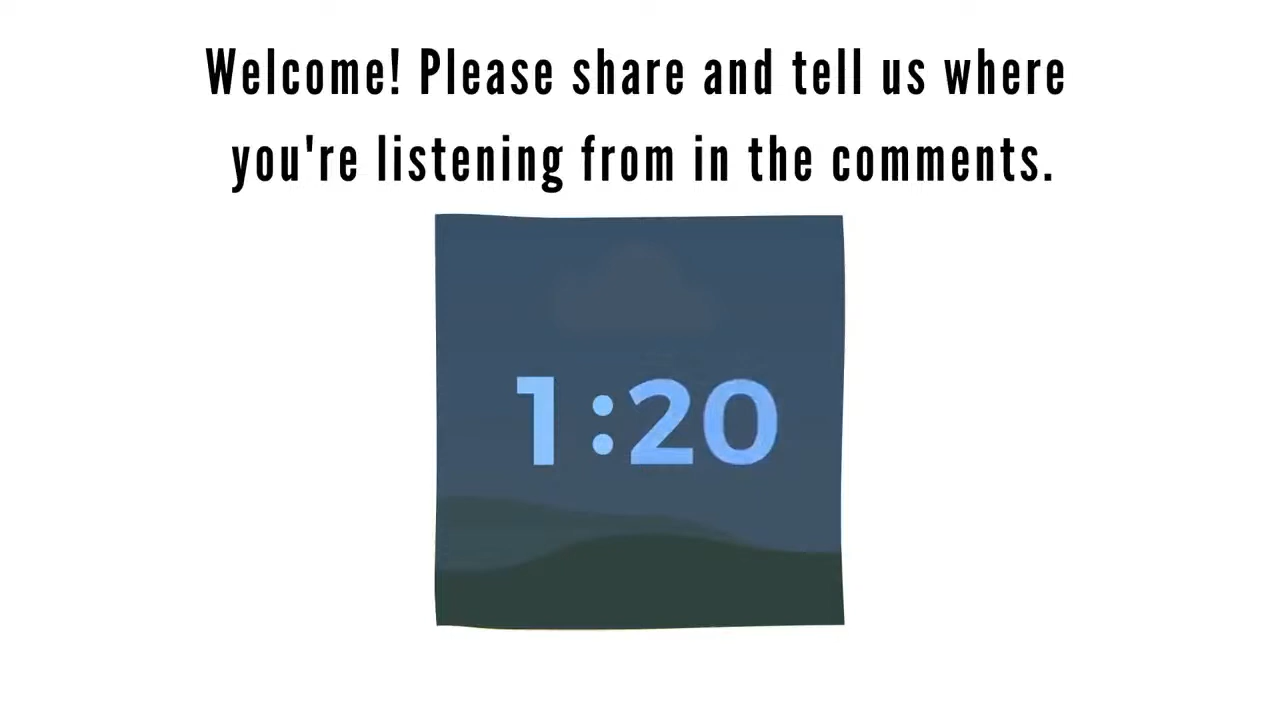 Welcome! Please share and tell us where
you're listening from in the comments.
1:20